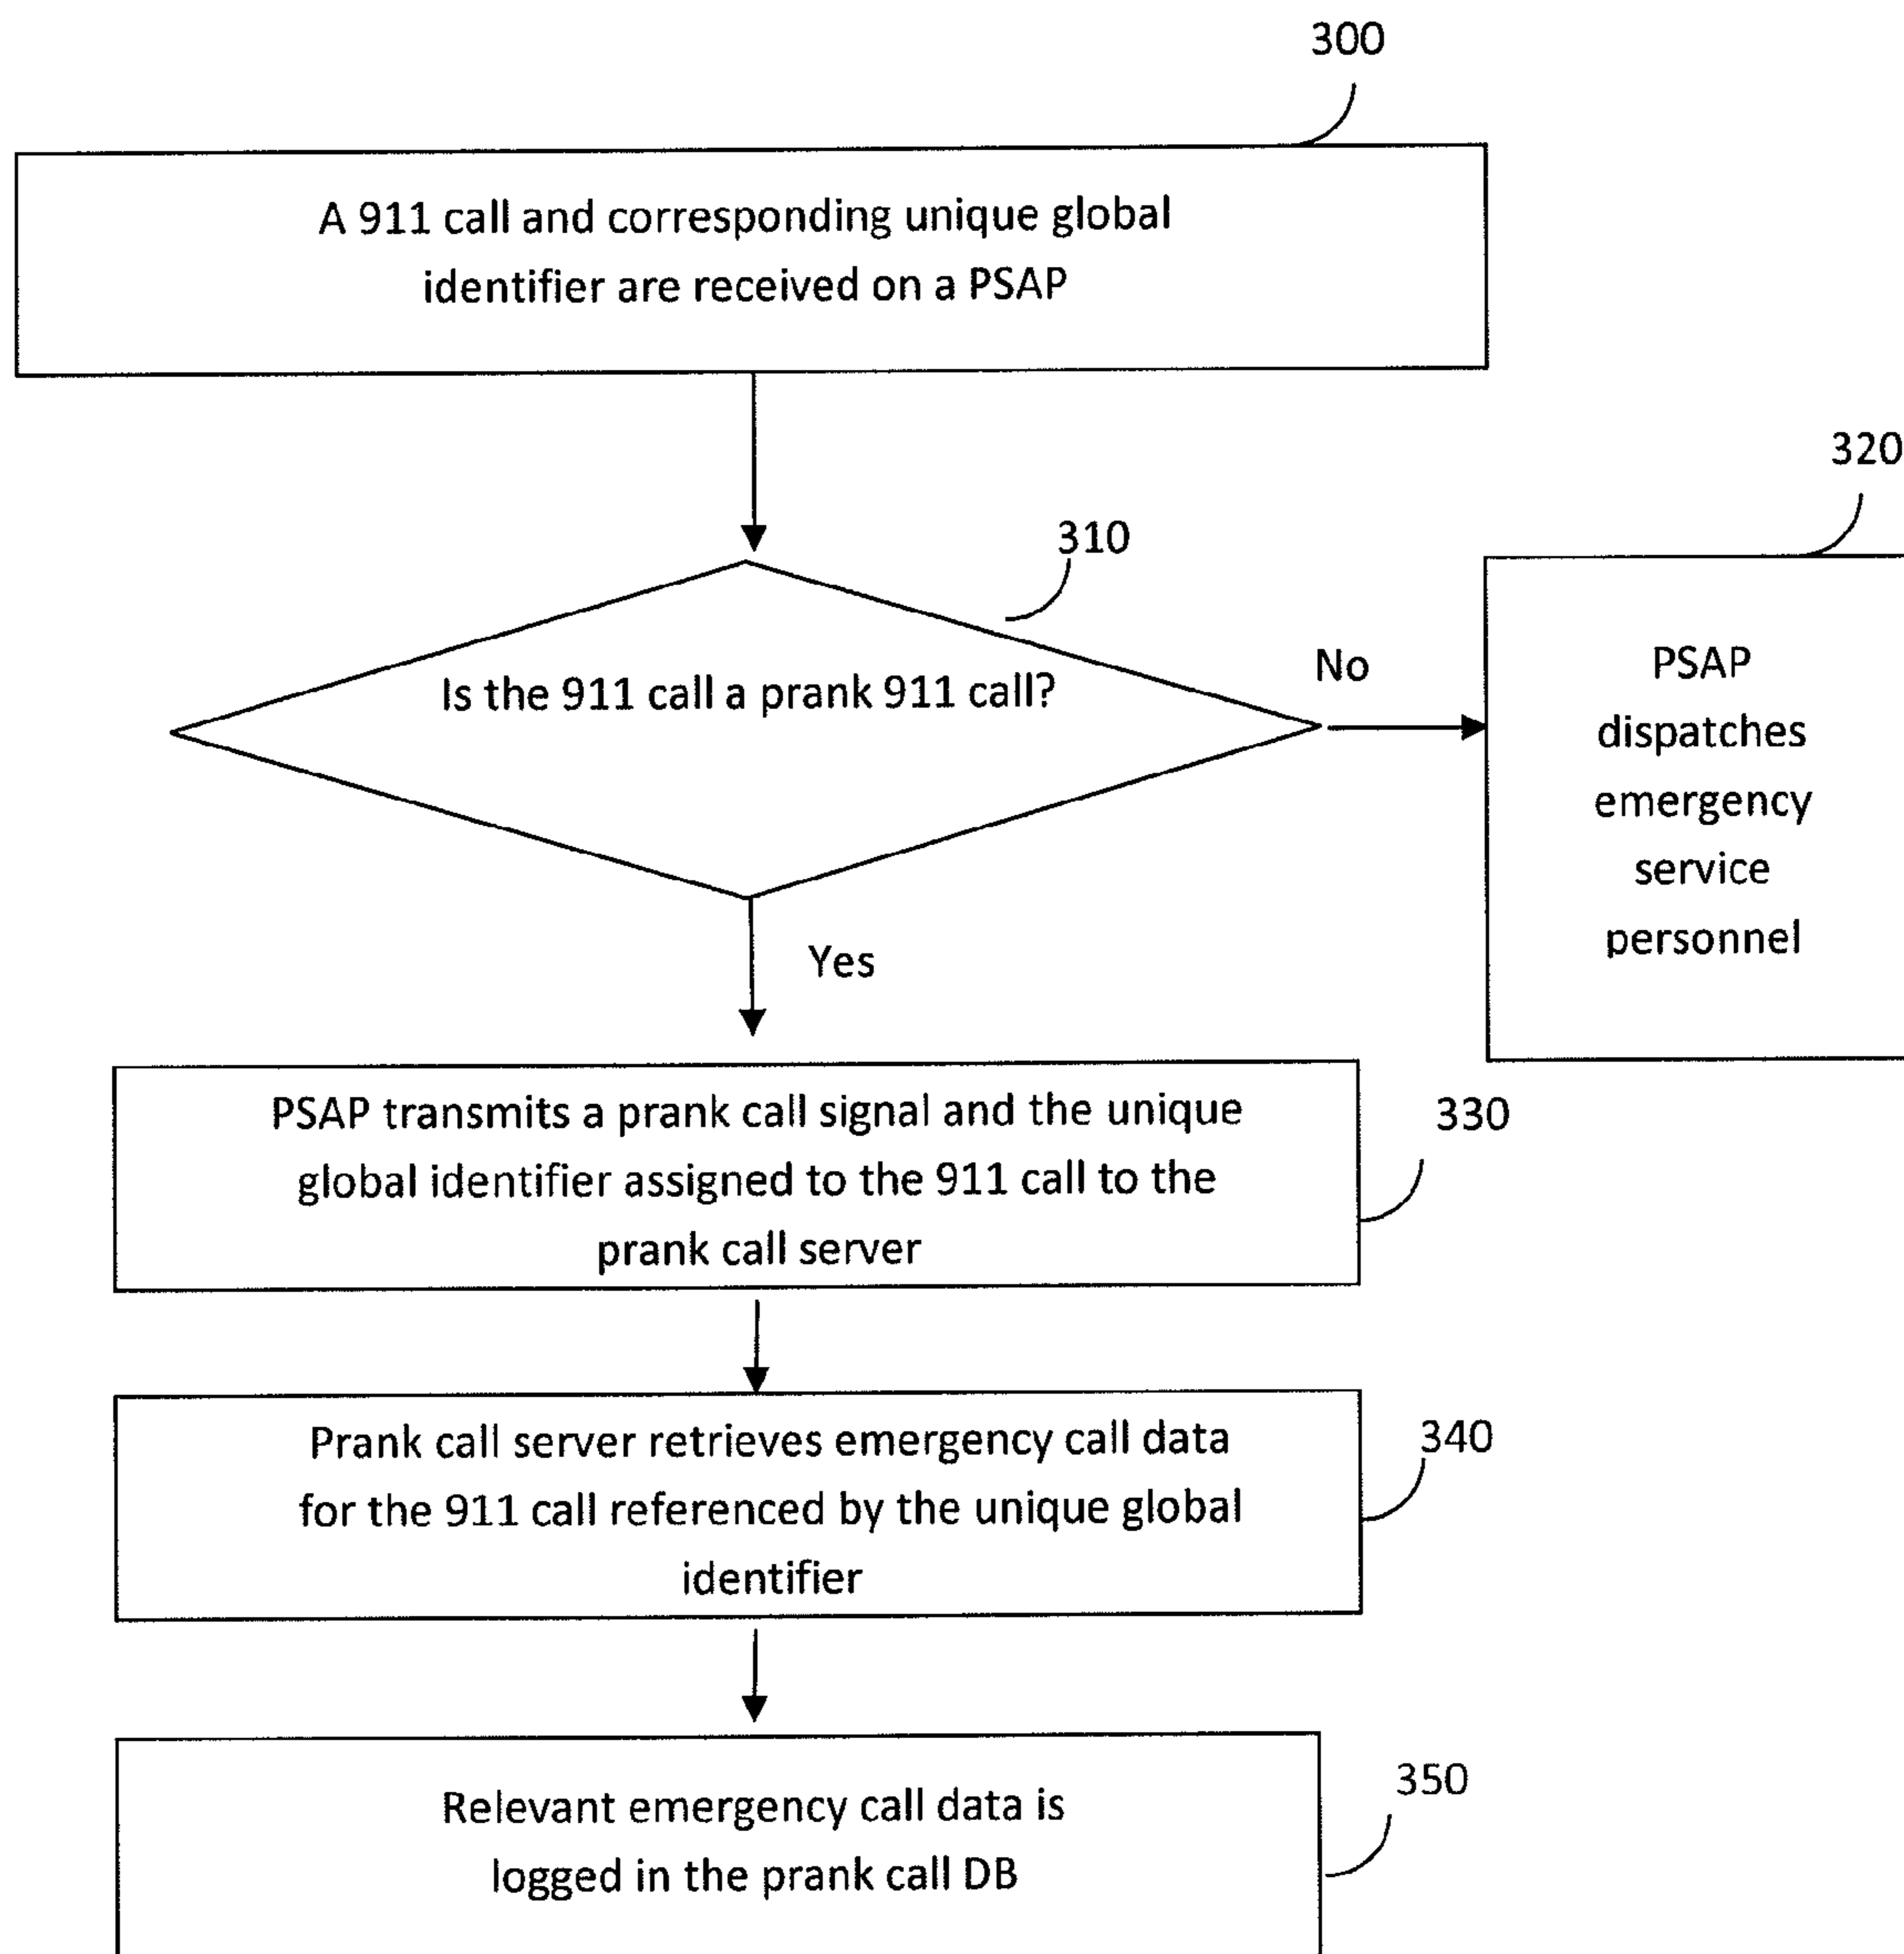 300
A 911 call and corresponding unique global
identifier are received on a PSAP
310
Is the 911 call a prank 911 call?
No
320
PSAP
dispatches
emergency
service
personnel
Yes
PSAP transmits a prank call signal and the unique
global identifier assigned to the 911 call to the
prank call server
330
Prank call server retrieves emergency call data
for the 911 call referenced by the unique global
identifier
340
Relevant emergency call data is
logged in the prank call DB
350